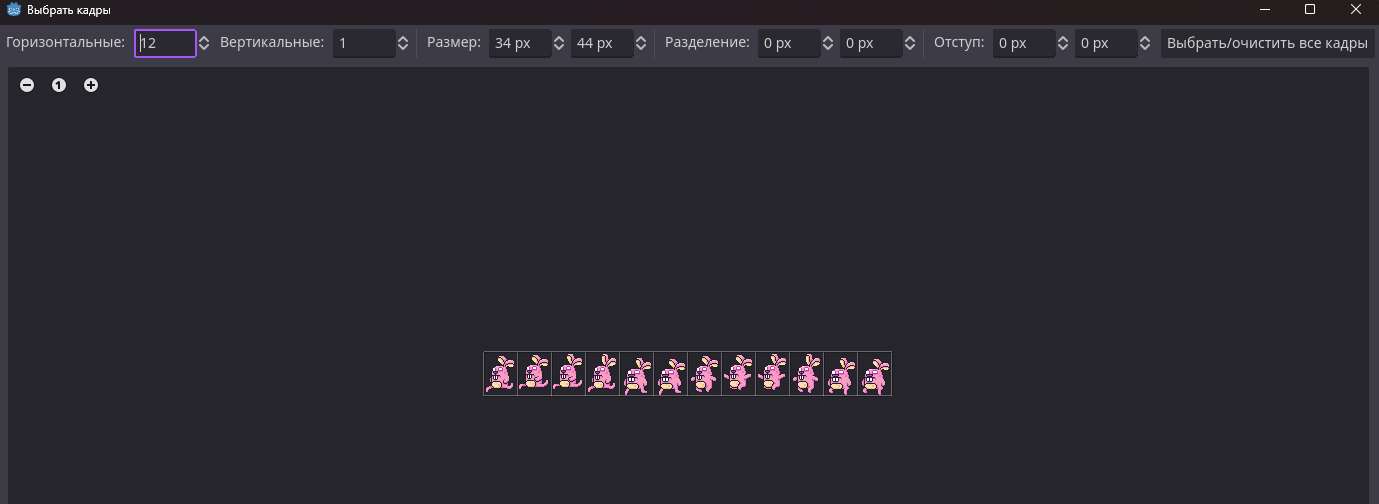 Выбрать кадры
Горизонтальные: 12 Вертикальные: 1 Размер: 34 px 44 px Разделение: 0 px 0 px Отступ: 0 px 0 px Выбрать/очистить все кадры
1